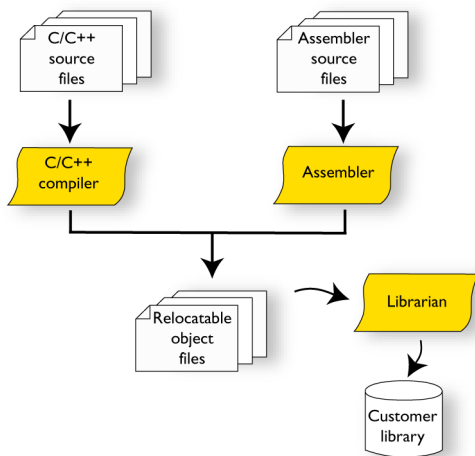 C/C++
source
files
Assembler
source
files
C/C++
compiler
Assembler
Relocatable
object
files
Librarian
Customer
library